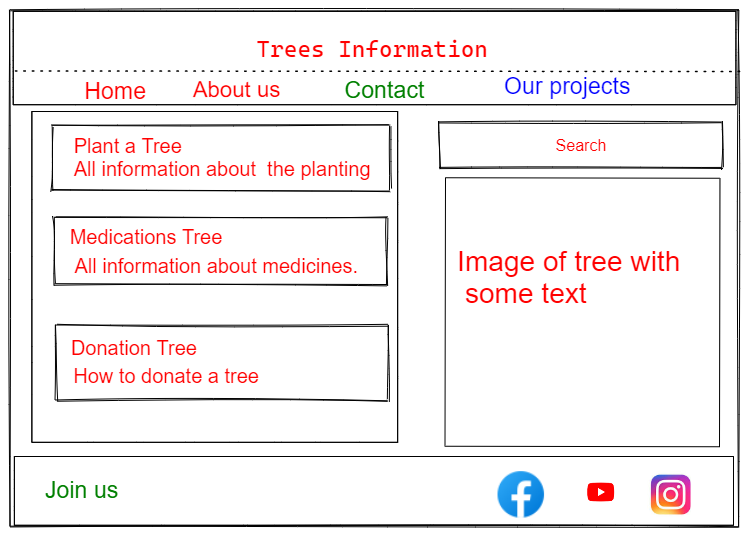 Trees Information
Home About us Contact Our projects
Plant a Tree
All information about the planting
Medications Tree
All information about medicines.
Donation Tree
How to donate a tree
Search
Image of tree with
some text
Join us